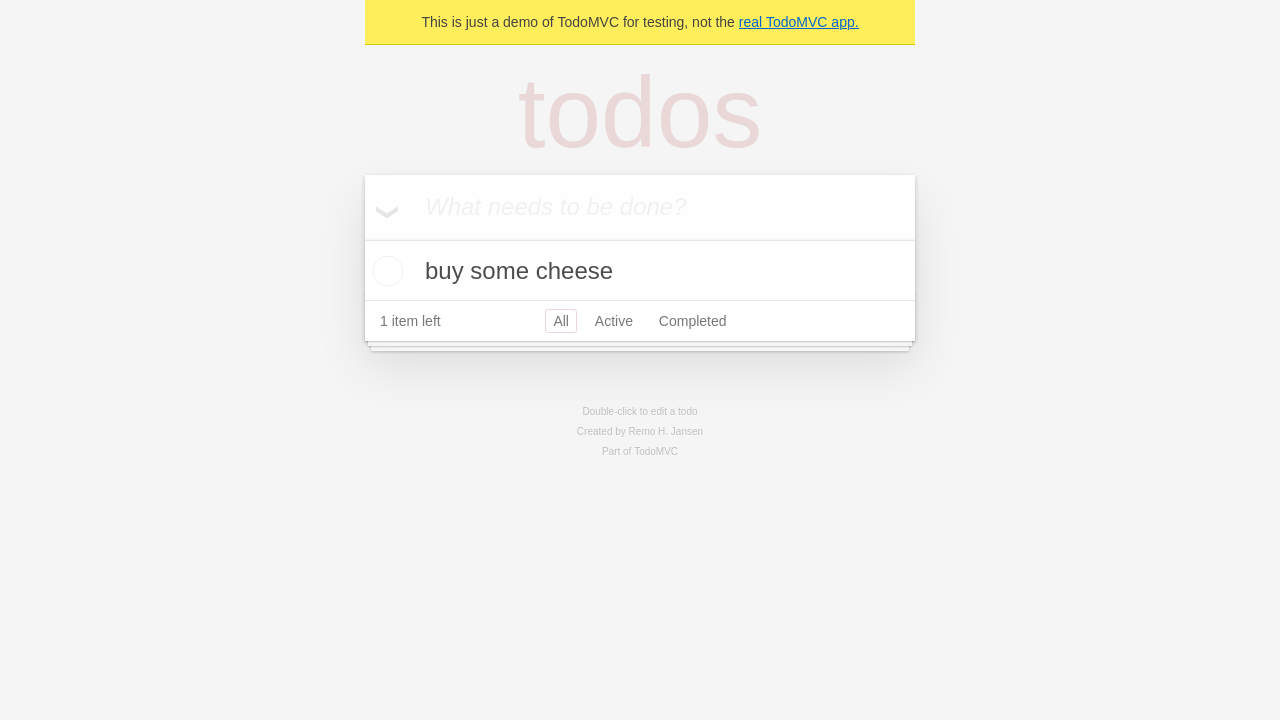 This is just a demo of TodoMVC for testing, not the real TodoMVC app.
todos
What needs to be done?
buy some cheese
1 item left All Active Completed
Double-click to edit a todo
Created by Remo H. Jansen
Part of TodoMVC